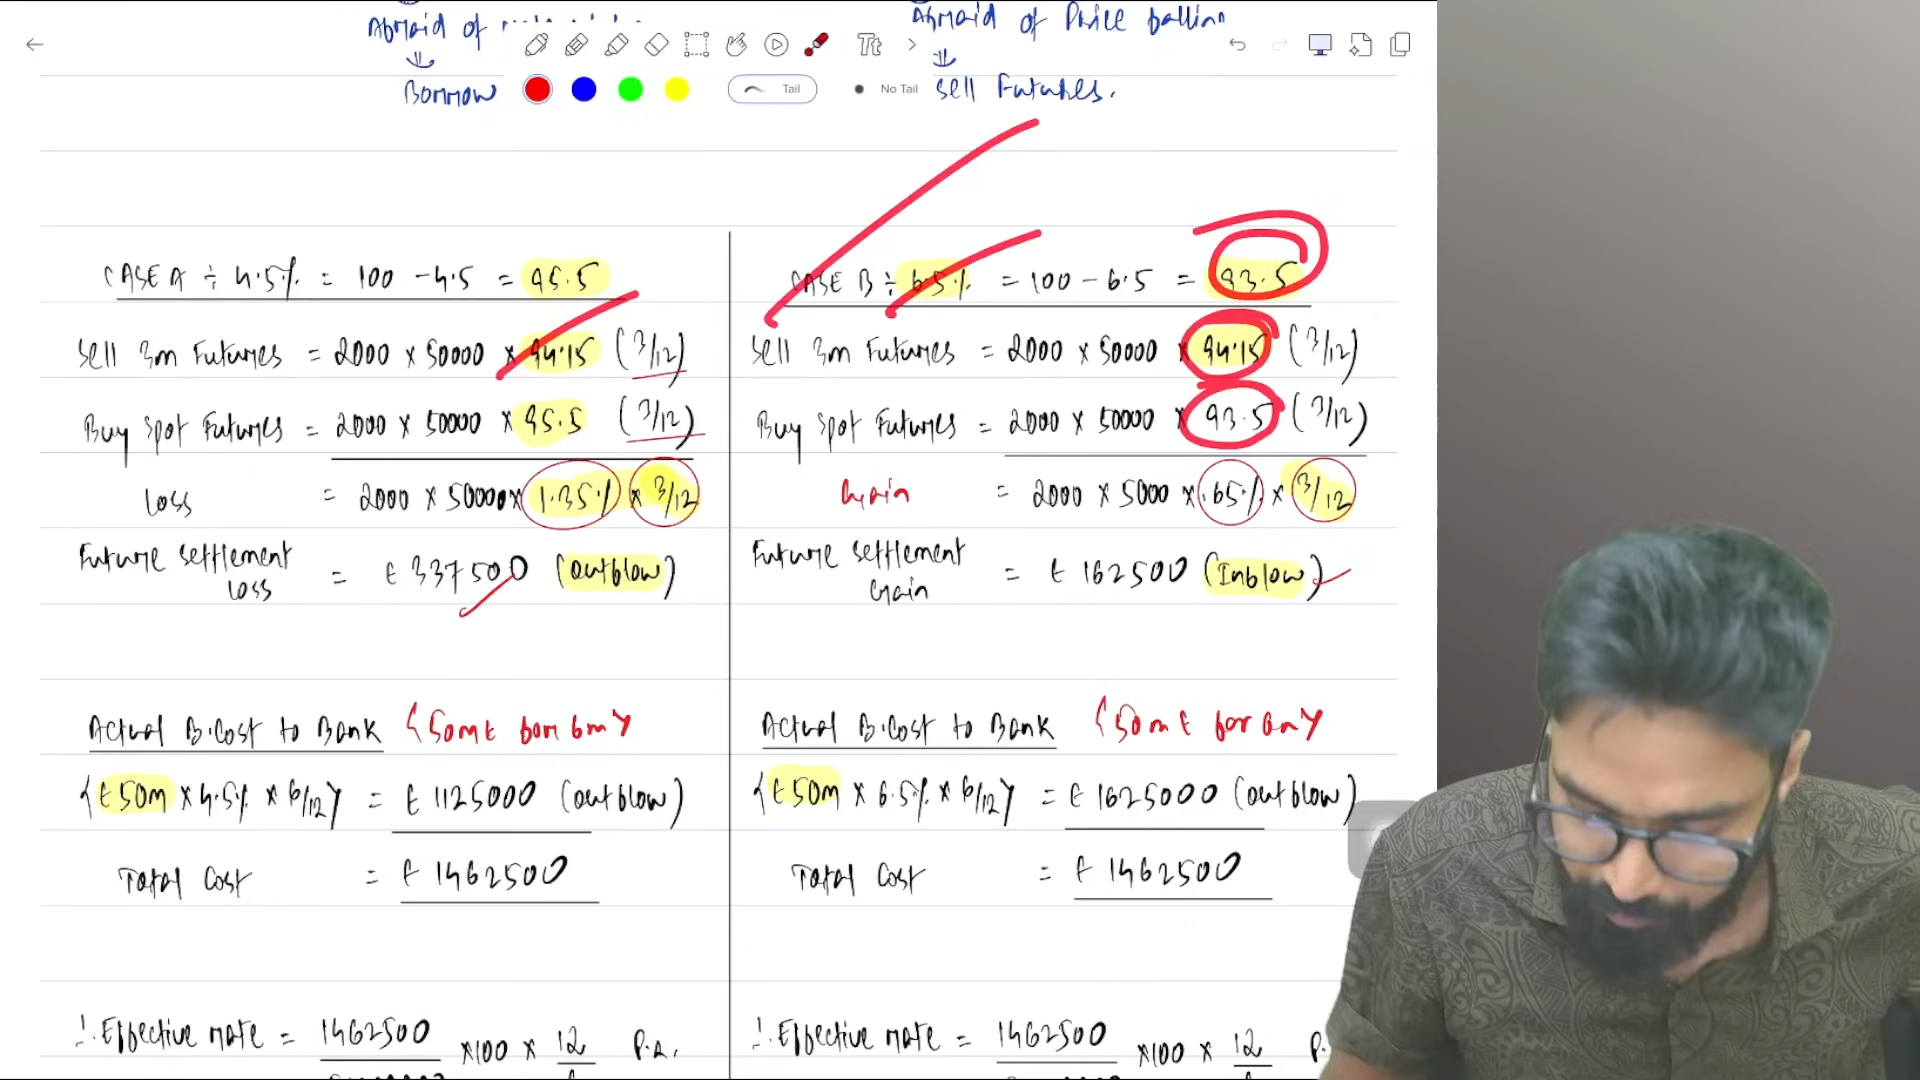 Afraid of
Afraid of Price fallin
Tt
⇓
⇓
Borrow
Tail
No Tail
Sell Futures.
CASE A ÷ 4.5% = 100 - 4.5 = 95.5
Sell 3m Futures = 2000 × 50000 × 94.15 (3/12)
Buy Spot Futures = 2000 × 50000 × 95.5 (3/12)
Loss = 2000 × 50000 × 1.35% × 3/12
Future Settlement Loss = £ 337500 (Outflow)
Actual B.Cost to Bank {50m£ for 6m}
{£50m × 4.5% × 6/12} = £ 1125000 (outflow)
Total Cost = £ 1462500
∴ Effective rate = 1462500 ×100 × 12 P.A.
CASE B ÷ 6.5% = 100 - 6.5 = 93.5
Sell 3m Futures = 2000 × 50000 × 94.15 (3/12)
Buy Spot Futures = 2000 × 50000 × 93.5 (3/12)
Gain = 2000 × 5000 × .65% × 3/12
Future Settlement Gain = £ 162500 (Inflow)
Actual B.Cost to Bank {50m £ for 6m}
{£50m × 6.5% × 6/12} = £ 1625000 (outflow)
Total Cost = £ 1462500
∴ Effective rate = 1462500 ×100 × 12 P.